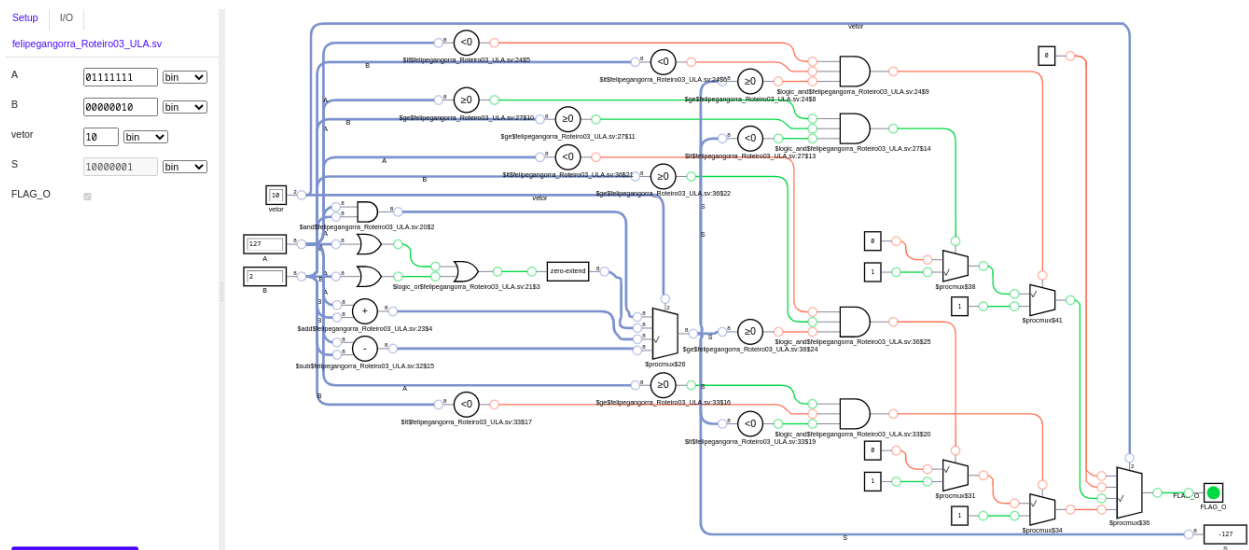 Setup I/O
felipegangorra_Roteiro03_ULA.sv
A 01111111 bin
B 00000010 bin
vetor 10 bin
S 10000001 bin
FLAG_O
vetor
<0
$lt$felipegangorra_Roteiro03_ULA.sv:24$5
B
<0
≥0
$ge$felipegangorra_Roteiro03_ULA.sv:24$8
$logic_and$felipegangorra_Roteiro03_ULA.sv:24$9
0
A
≥0
$ge$felipegangorra_Roteiro03_ULA.sv:27$10
A
B
≥0
$ge$felipegangorra_Roteiro03_ULA.sv:27$11
<0
$lt$felipegangorra_Roteiro03_ULA.sv:27$13
$logic_and$felipegangorra_Roteiro03_ULA.sv:27$14
A
<0
$lt$felipegangorra_Roteiro03_ULA.sv:36$21
B
≥0
$ge$felipegangorra_Roteiro03_ULA.sv:36$22
10
vetor
vetor
S
S
$and$felipegangorra_Roteiro03_ULA.sv:20$2
127
A
2
B
zero-extend
$logic_or$felipegangorra_Roteiro03_ULA.sv:21$3
+
$add$felipegangorra_Roteiro03_ULA.sv:23$4
-
$sub$felipegangorra_Roteiro03_ULA.sv:32$15
$procmux$26
S
≥0
$ge$felipegangorra_Roteiro03_ULA.sv:36$24
$logic_and$felipegangorra_Roteiro03_ULA.sv:36$25
0
1
$procmux$38
1
$procmux$41
A
≥0
$ge$felipegangorra_Roteiro03_ULA.sv:33$16
S
B
<0
$lt$felipegangorra_Roteiro03_ULA.sv:33$17
<0
$lt$felipegangorra_Roteiro03_ULA.sv:33$19
$logic_and$felipegangorra_Roteiro03_ULA.sv:33$20
0
1
$procmux$31
1
$procmux$34
$procmux$36
FLAG_O
FLAG_O
S
-127